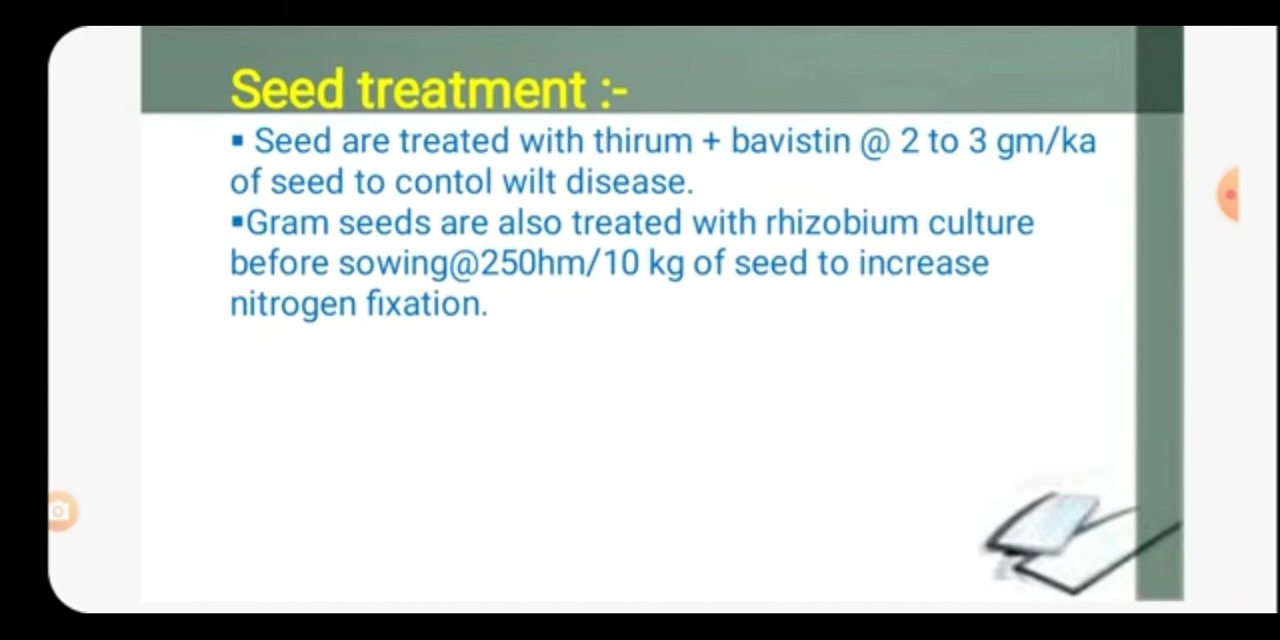 Seed treatment :-
▪ Seed are treated with thirum + bavistin @ 2 to 3 gm/ka
of seed to contol wilt disease.
▪Gram seeds are also treated with rhizobium culture
before sowing@250hm/10 kg of seed to increase
nitrogen fixation.